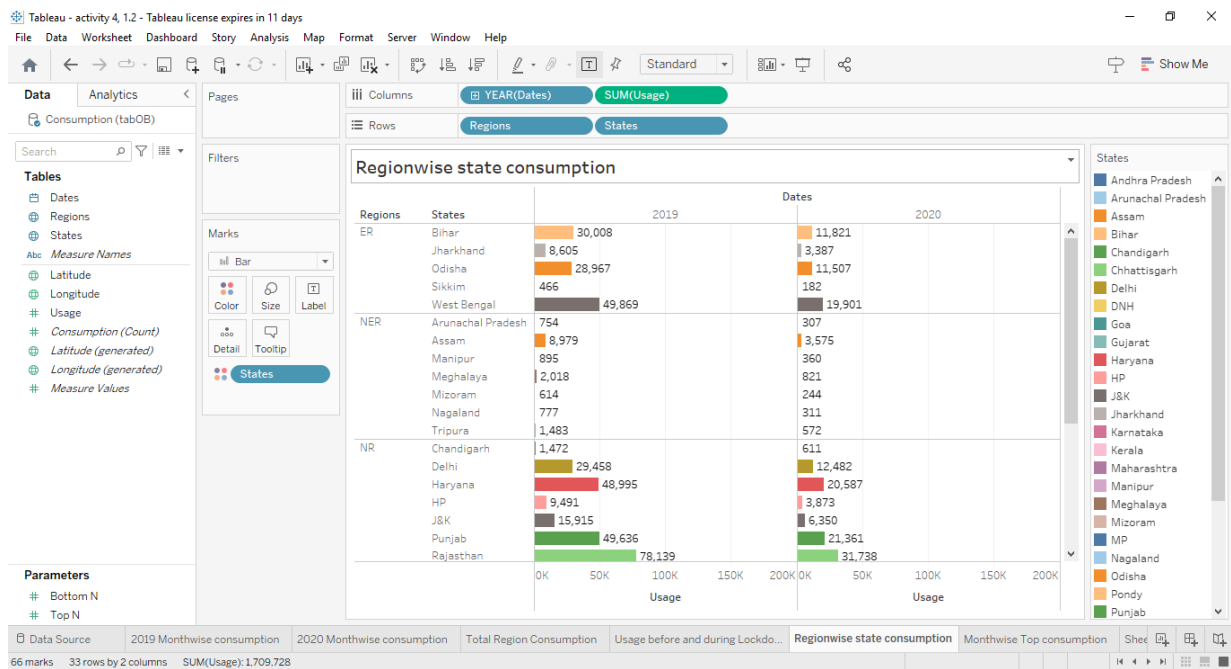 Tableau - activity 4, 1.2 - Tableau license expires in 11 days
File Data Worksheet Dashboard Story Analysis Map Format Server Window Help
Standard
Show Me
Data Analytics
Consumption (tabOB)
Search
Tables
Dates
Regions
States
Abc Measure Names
Latitude
Longitude
# Usage
# Consumption (Count)
Latitude (generated)
Longitude (generated)
# Measure Values
Parameters
# Bottom N
# Top N
Pages
Filters
Marks
Bar
Color Size Label
Detail Tooltip
States
Columns YEAR(Dates) SUM(Usage)
Rows Regions States
Regionwise state consumption
Dates
Regions States 2019 2020
ER Bihar 30,008 11,821
Jharkhand 8,605 3,387
Odisha 28,967 11,507
Sikkim 466 182
West Bengal 49,869 19,901
NER Arunachal Pradesh 754 307
Assam 8,979 3,575
Manipur 895 360
Meghalaya 2,018 821
Mizoram 614 244
Nagaland 777 311
Tripura 1,483 572
NR Chandigarh 1,472 611
Delhi 29,458 12,482
Haryana 48,995 20,587
HP 9,491 3,873
J&K 15,915 6,350
Punjab 49,636 21,361
Rajasthan 78,139 31,738
0K 50K 100K 150K 200K 0K 50K 100K 150K 200K
Usage Usage
States
Andhra Pradesh
Arunachal Pradesh
Assam
Bihar
Chandigarh
Chhattisgarh
Delhi
DNH
Goa
Gujarat
Haryana
HP
J&K
Jharkhand
Karnataka
Kerala
Maharashtra
Manipur
Meghalaya
Mizoram
MP
Nagaland
Odisha
Pondy
Punjab
Data Source 2019 Monthwise consumption 2020 Monthwise consumption Total Region Consumption Usage before and during Lockdo... Regionwise state consumption Monthwise Top consumption Shee
66 marks 33 rows by 2 columns SUM(Usage): 1,709,728